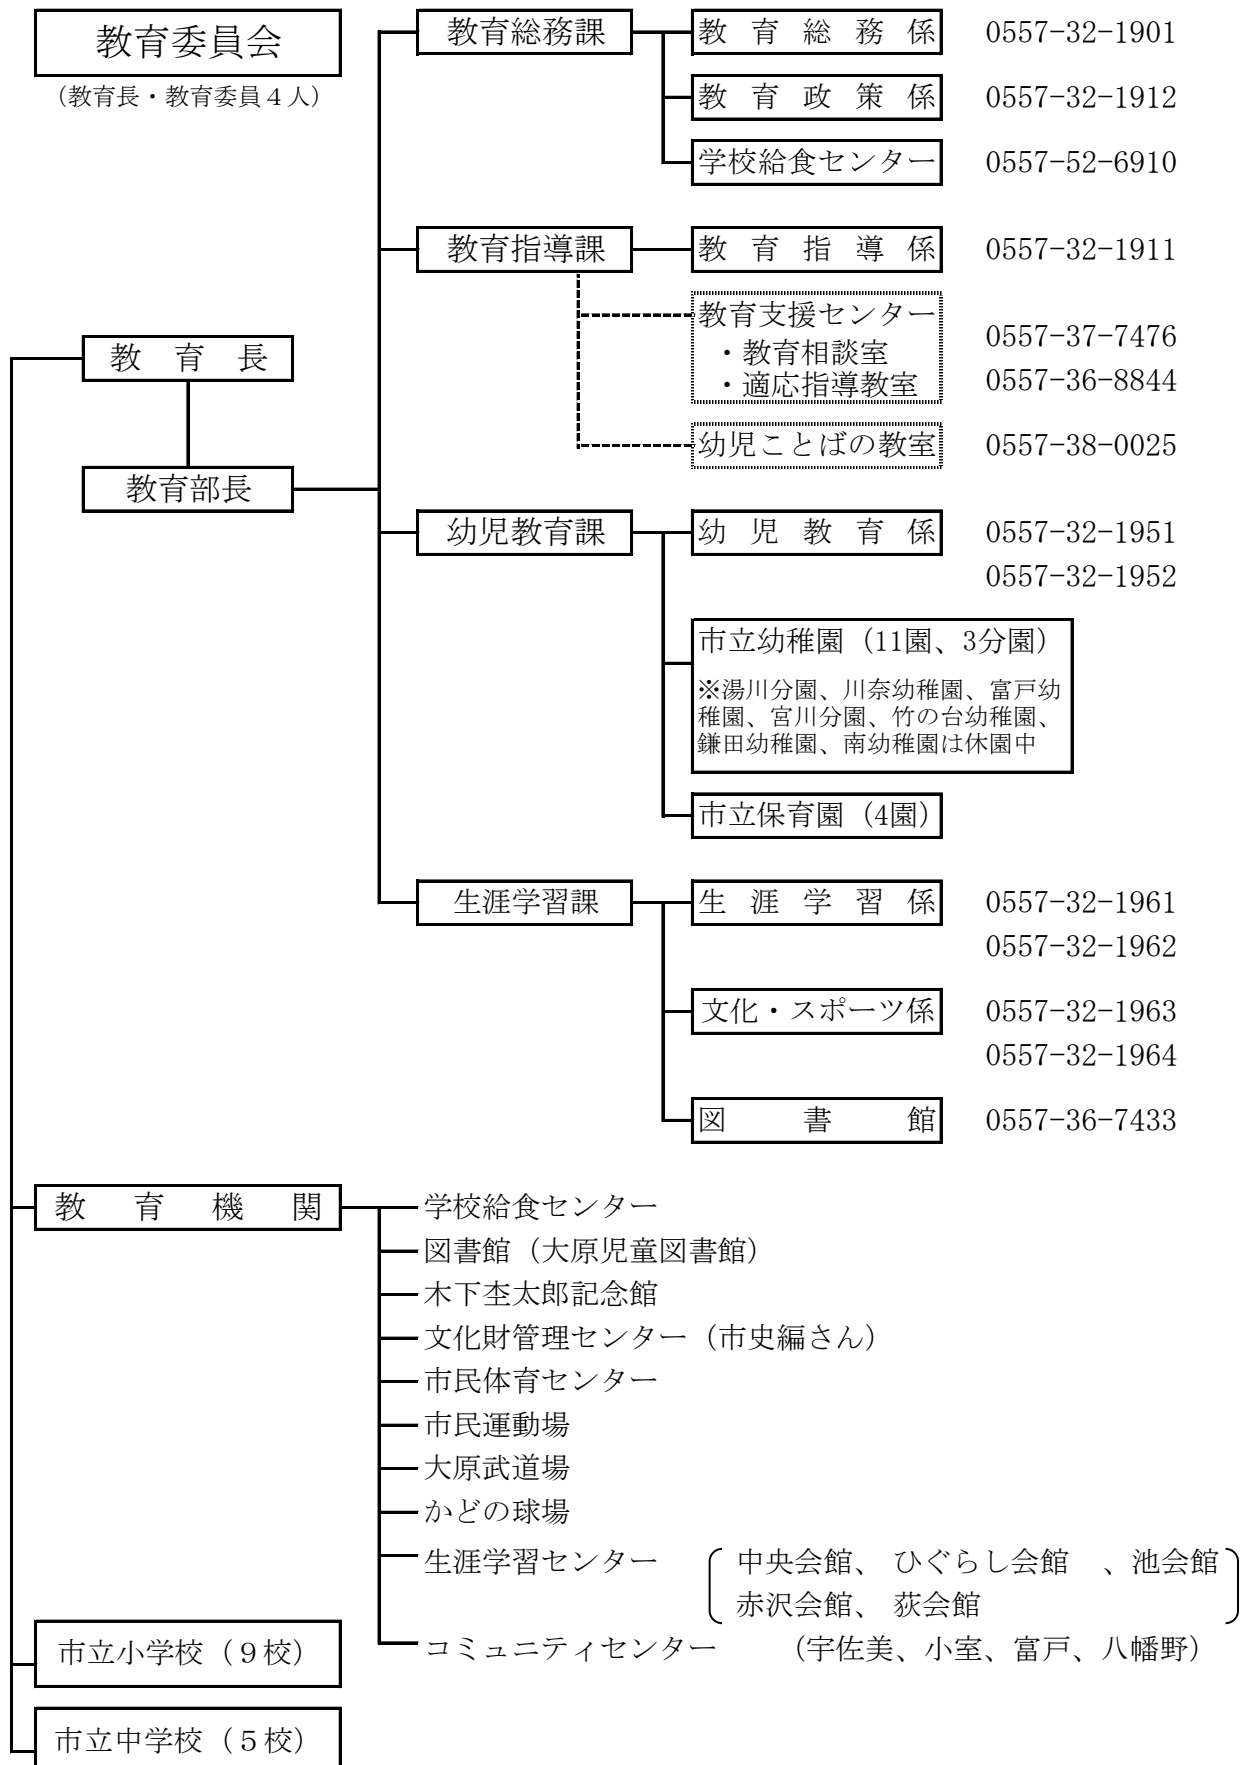 教育委員会
（教育長・教育委員４人）
教育総務課
教育総務係 0557-32-1901
教育政策係 0557-32-1912
学校給食センター 0557-52-6910
教育指導課
教育指導係 0557-32-1911
教育支援センター
・教育相談室 0557-37-7476
・適応指導教室 0557-36-8844
幼児ことばの教室 0557-38-0025
教育長
教育部長
幼児教育課
幼児教育係 0557-32-1951
0557-32-1952
市立幼稚園（11園、3分園）
※湯川分園、川奈幼稚園、富戸幼
稚園、宮川分園、竹の台幼稚園、
鎌田幼稚園、南幼稚園は休園中
市立保育園（4園）
生涯学習課
生涯学習係 0557-32-1961
0557-32-1962
文化・スポーツ係 0557-32-1963
0557-32-1964
図書館 0557-36-7433
教育機関
学校給食センター
図書館（大原児童図書館）
木下杢太郎記念館
文化財管理センター（市史編さん）
市民体育センター
市民運動場
大原武道場
かどの球場
生涯学習センター
中央会館、 ひぐらし会館 、池会館
赤沢会館、 荻会館
コミュニティセンター （宇佐美、小室、富戸、八幡野）
市立小学校（９校）
市立中学校（５校）